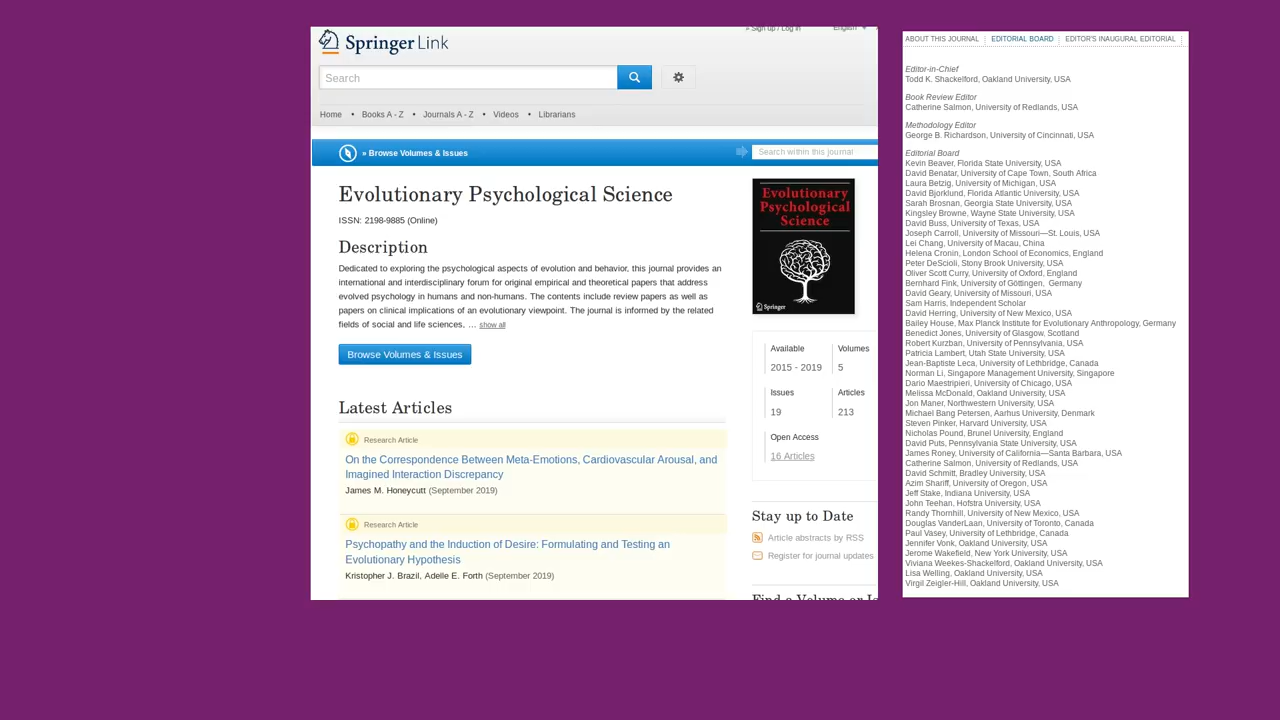 » Sign up / Log in
English
Springer Link
Search
Home • Books A - Z • Journals A - Z • Videos • Librarians
» Browse Volumes & Issues
Search within this journal
Evolutionary Psychological Science
ISSN: 2198-9885 (Online)
Description
Dedicated to exploring the psychological aspects of evolution and behavior, this journal provides an
international and interdisciplinary forum for original empirical and theoretical papers that address
evolved psychology in humans and non-humans. The contents include review papers as well as
papers on clinical implications of an evolutionary viewpoint. The journal is informed by the related
fields of social and life sciences, ... show all
Browse Volumes & Issues
Latest Articles
Research Article
On the Correspondence Between Meta-Emotions, Cardiovascular Arousal, and
Imagined Interaction Discrepancy
James M. Honeycutt (September 2019)
Research Article
Psychopathy and the Induction of Desire: Formulating and Testing an
Evolutionary Hypothesis
Kristopher J. Brazil, Adelle E. Forth (September 2019)
Evolutionary
Psychological
Science
Springer
Available
Volumes
2015 - 2019
5
Issues
Articles
19
213
Open Access
16 Articles
Stay up to Date
Article abstracts by RSS
Register for journal updates
Find a Volume or Is
ABOUT THIS JOURNAL EDITORIAL BOARD EDITOR'S INAUGURAL EDITORIAL
Editor-in-Chief
Todd K. Shackelford, Oakland University, USA
Book Review Editor
Catherine Salmon, University of Redlands, USA
Methodology Editor
George B. Richardson, University of Cincinnati, USA
Editorial Board
Kevin Beaver, Florida State University, USA
David Benatar, University of Cape Town, South Africa
Laura Betzig, University of Michigan, USA
David Bjorklund, Florida Atlantic University, USA
Sarah Brosnan, Georgia State University, USA
Kingsley Browne, Wayne State University, USA
David Buss, University of Texas, USA
Joseph Carroll, University of Missouri—St. Louis, USA
Lei Chang, University of Macau, China
Helena Cronin, London School of Economics, England
Peter DeScioli, Stony Brook University, USA
Oliver Scott Curry, University of Oxford, England
Bernhard Fink, University of Göttingen, Germany
David Geary, University of Missouri, USA
Sam Harris, Independent Scholar
David Herring, University of New Mexico, USA
Bailey House, Max Planck Institute for Evolutionary Anthropology, Germany
Benedict Jones, University of Glasgow, Scotland
Robert Kurzban, University of Pennsylvania, USA
Patricia Lambert, Utah State University, USA
Jean-Baptiste Leca, University of Lethbridge, Canada
Norman Li, Singapore Management University, Singapore
Dario Maestripieri, University of Chicago, USA
Melissa McDonald, Oakland University, USA
Jon Maner, Northwestern University, USA
Michael Bang Petersen, Aarhus University, Denmark
Steven Pinker, Harvard University, USA
Nicholas Pound, Brunel University, England
David Puts, Pennsylvania State University, USA
James Roney, University of California—Santa Barbara, USA
Catherine Salmon, University of Redlands, USA
David Schmitt, Bradley University, USA
Azim Shariff, University of Oregon, USA
Jeff Stake, Indiana University, USA
John Teehan, Hofstra University, USA
Randy Thornhill, University of New Mexico, USA
Douglas VanderLaan, University of Toronto, Canada
Paul Vasey, University of Lethbridge, Canada
Jennifer Vonk, Oakland University, USA
Jerome Wakefield, New York University, USA
Viviana Weekes-Shackelford, Oakland University, USA
Lisa Welling, Oakland University, USA
Virgil Zeigler-Hill, Oakland University, USA